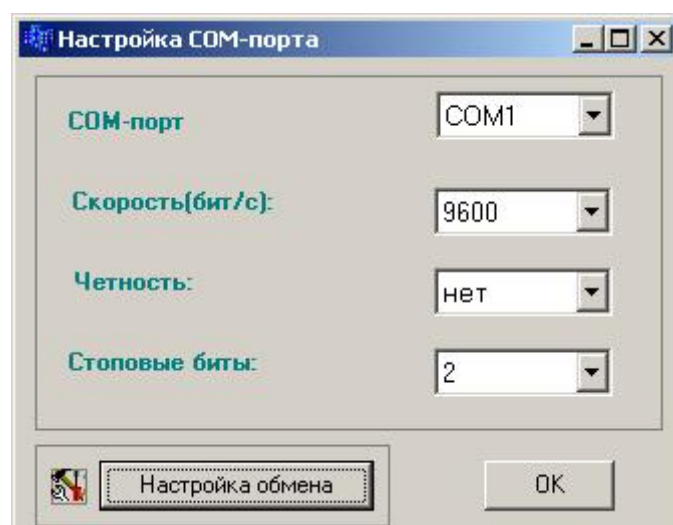 Настройка COM-порта
COM-порт
COM1
Скорость(бит/с):
9600
Четность:
нет
Стоповые биты:
2
Настройка обмена
OK